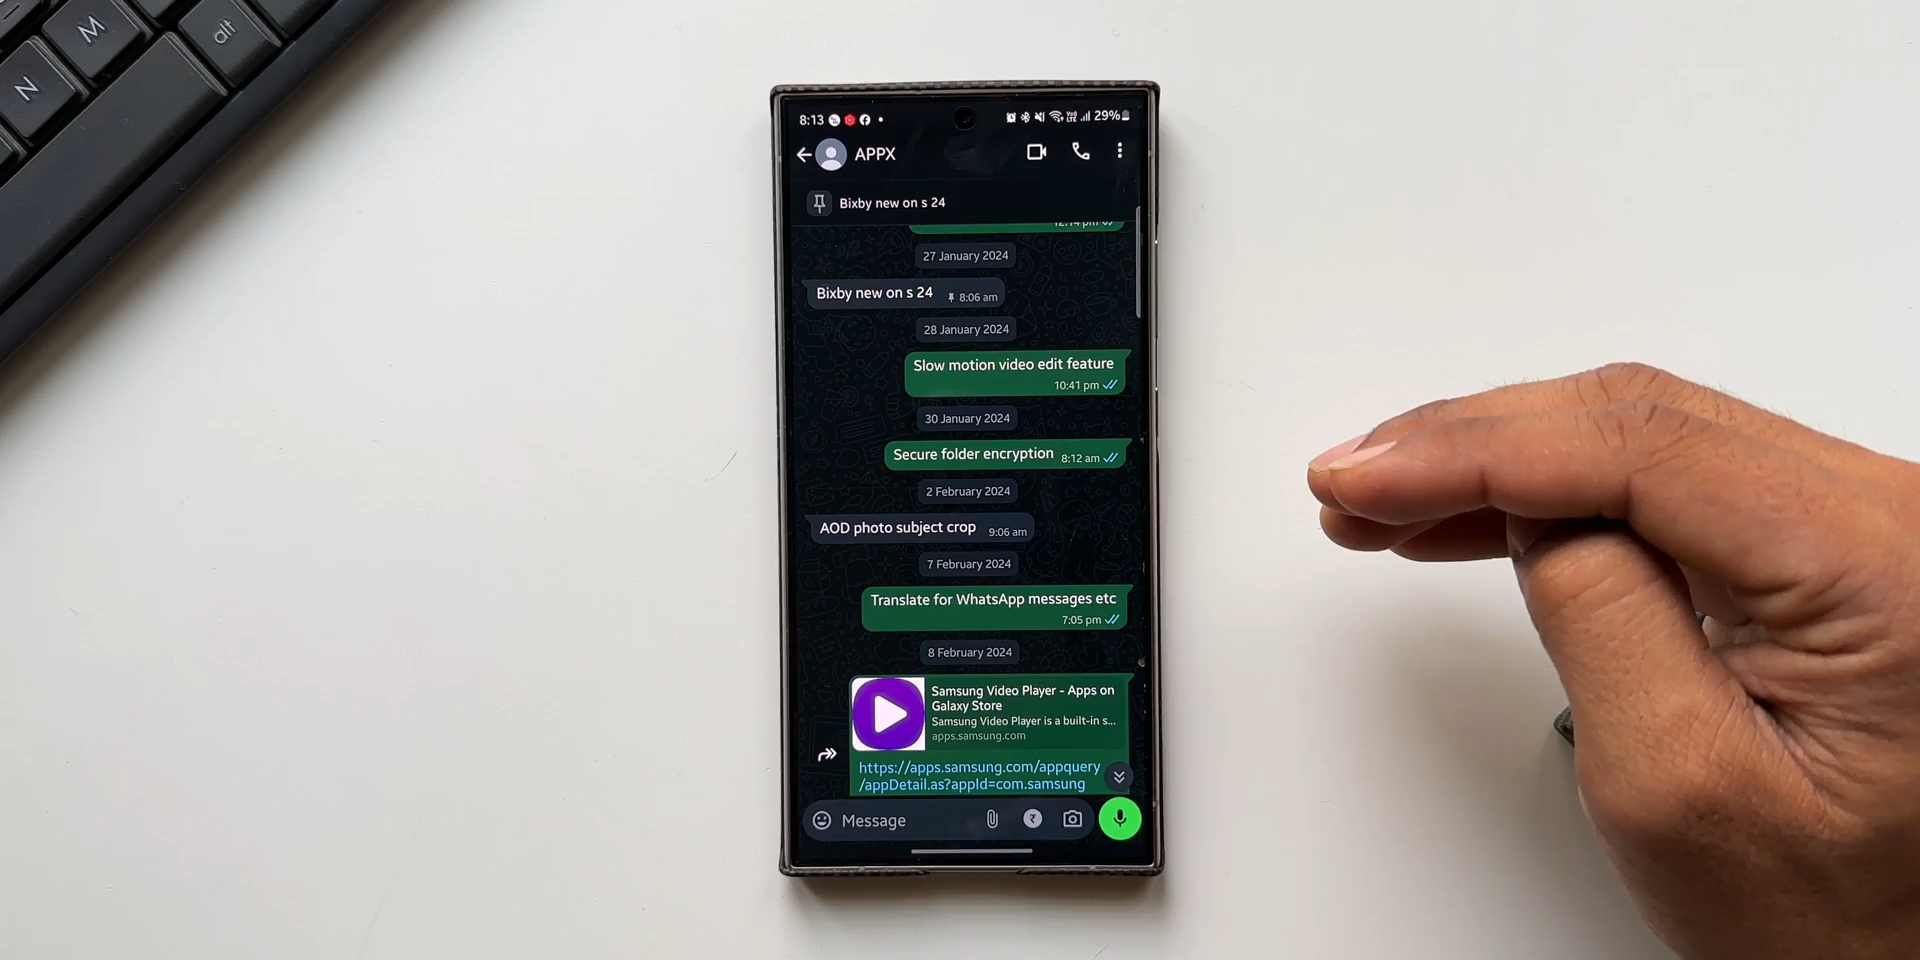 M
alt
N
8:13
29%
APPX
Bixby new on s 24
12:14 pm
27 January 2024
Bixby new on s 24 8:06 am
28 January 2024
Slow motion video edit feature
10:41 pm
30 January 2024
Secure folder encryption 8:12 am
2 February 2024
AOD photo subject crop 9:06 am
7 February 2024
Translate for WhatsApp messages etc
7:05 pm
8 February 2024
Samsung Video Player - Apps on
Galaxy Store
Samsung Video Player is a built-in s...
apps.samsung.com
https://apps.samsung.com/appquery
/appDetail.as?appId=com.samsung
Message
₹